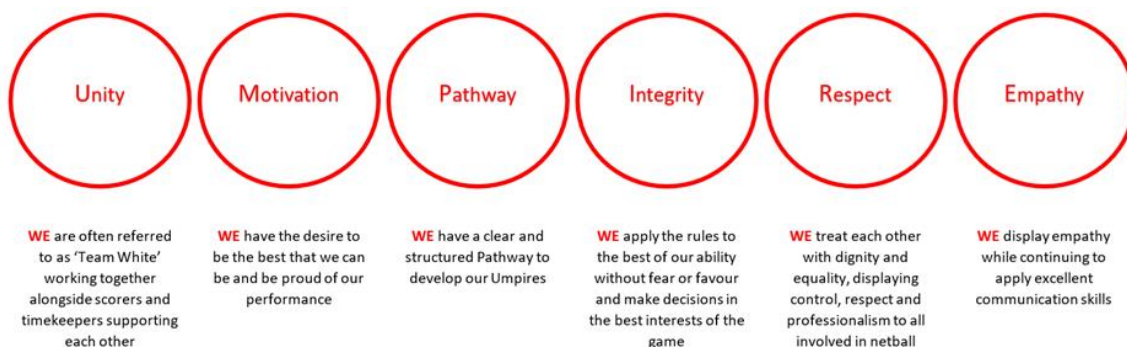 Unity
Motivation
Pathway
Integrity
Respect
Empathy
WE are often referred
to as ‘Team White’
working together
alongside scorers and
timekeepers supporting
each other
WE have the desire to
be the best that we can
be and be proud of our
performance
WE have a clear and
structured Pathway to
develop our Umpires
WE apply the rules to
the best of our ability
without fear or favour
and make decisions in
the best interests of the
game
WE treat each other
with dignity and
equality, displaying
control, respect and
professionalism to all
involved in netball
WE display empathy
while continuing to
apply excellent
communication skills